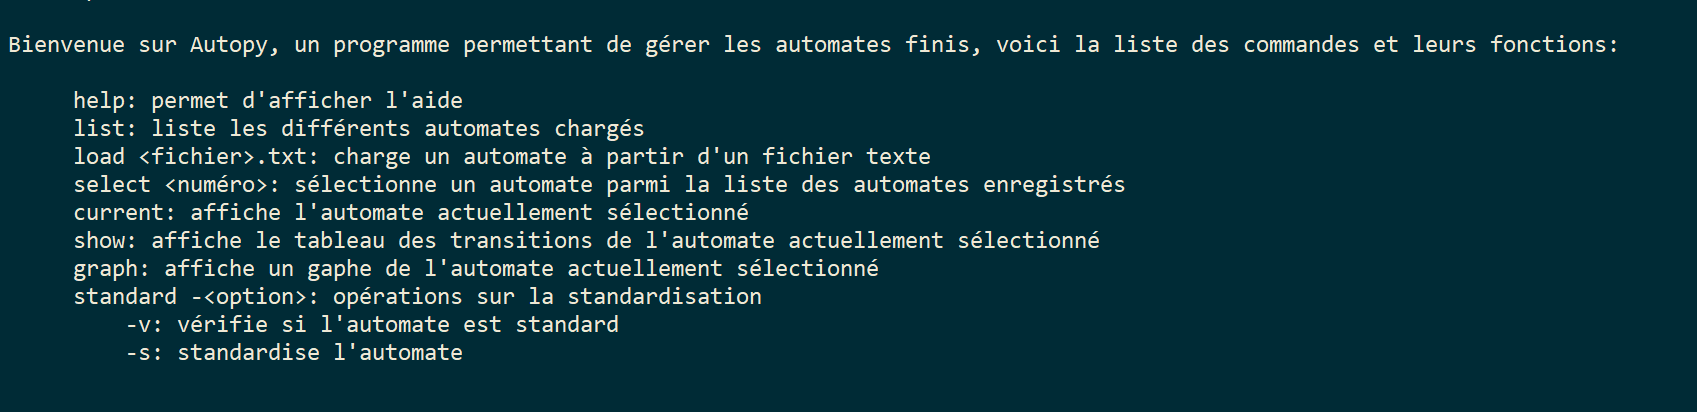 Bienvenue sur Autopy, un programme permettant de gérer les automates finis, voici la liste des commandes et leurs fonctions:
help: permet d'afficher l'aide
list: liste les différents automates chargés
load <fichier>.txt: charge un automate à partir d'un fichier texte
select <numéro>: sélectionne un automate parmi la liste des automates enregistrés
current: affiche l'automate actuellement sélectionné
show: affiche le tableau des transitions de l'automate actuellement sélectionné
graph: affiche un gaphe de l'automate actuellement sélectionné
standard -<option>: opérations sur la standardisation
-v: vérifie si l'automate est standard
-s: standardise l'automate